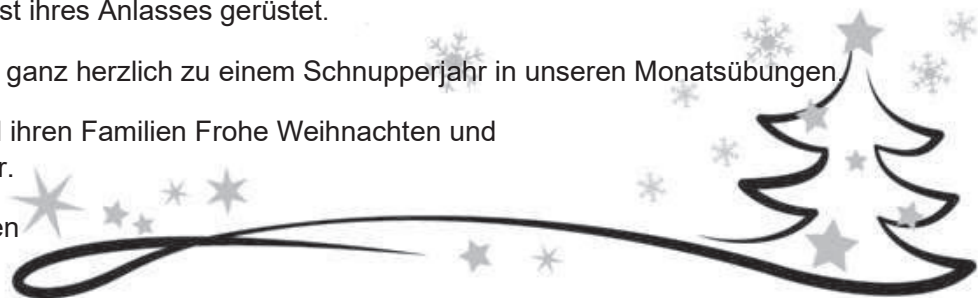 st ihres Anlasses gerüstet.
ganz herzlich zu einem Schnupperjahr in unseren Monatsübungen.
ihren Familien Frohe Weihnachten und
r.
en